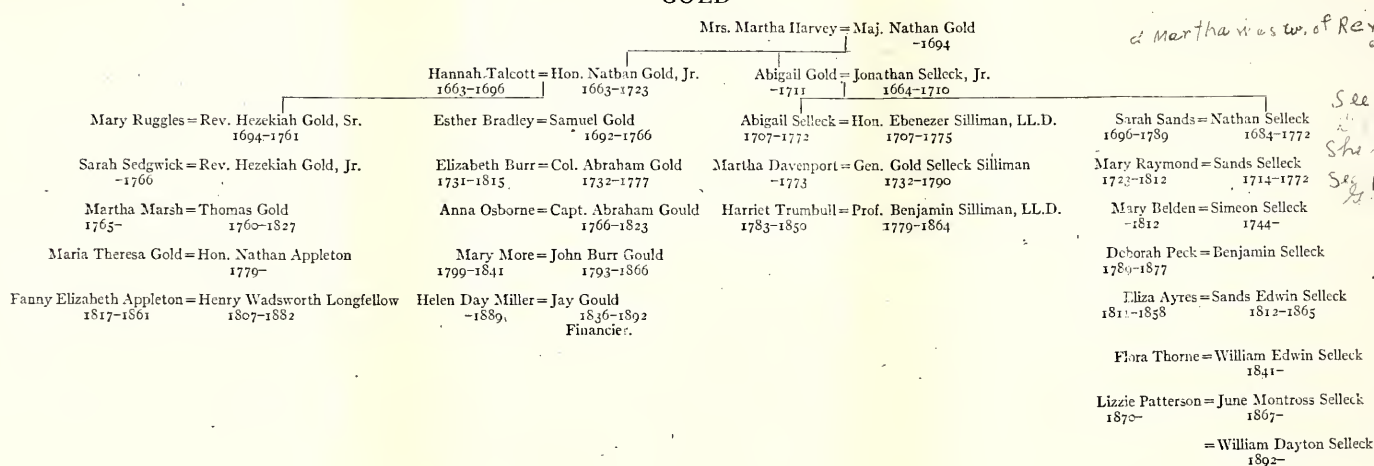 GOLD
Mrs. Martha Harvey = Maj. Nathan Gold
-1694
Martha was w. of Rev
Hannah Talcott = Hon. Nathan Gold, Jr.
1663-1696 1663-1723
Abigail Gold = Jonathan Selleck, Jr.
-1711 1664-1710
See
Mary Ruggles = Rev. Hezekiah Gold, Sr.
1694-1761
Esther Bradley = Samuel Gold
1692-1766
Abigail Selleck = Hon. Ebenezer Silliman, LL.D.
1707-1772 1707-1775
Sarah Sands = Nathan Selleck
1696-1789 1684-1772
She
Sarah Sedgwick = Rev. Hezekiah Gold, Jr.
-1766
Elizabeth Burr = Col. Abraham Gold
1731-1815 1732-1777
Martha Davenport = Gen. Gold Selleck Silliman
-1773 1732-1790
Mary Raymond = Sands Selleck
1723-1812 1714-1772
Martha Marsh = Thomas Gold
1765- 1760-1827
Anna Osborne = Capt. Abraham Gould
1766-1823
Harriet Trumbull = Prof. Benjamin Silliman, LL.D.
1783-1850 1779-1864
Mary Belden = Simeon Selleck
-1812 1744-
Maria Theresa Gold = Hon. Nathan Appleton
1779-
Mary More = John Burr Gould
1799-1841 1793-1866
Deborah Peck = Benjamin Selleck
1789-1877
Fanny Elizabeth Appleton = Henry Wadsworth Longfellow
1817-1861 1807-1882
Helen Day Miller = Jay Gould
-1889 1836-1892
Financier.
Eliza Ayres = Sands Edwin Selleck
-1858 1812-1865
Flora Thorne = William Edwin Selleck
1841-
Lizzie Patterson = June Montross Selleck
1870- 1867-
= William Dayton Selleck
1892-